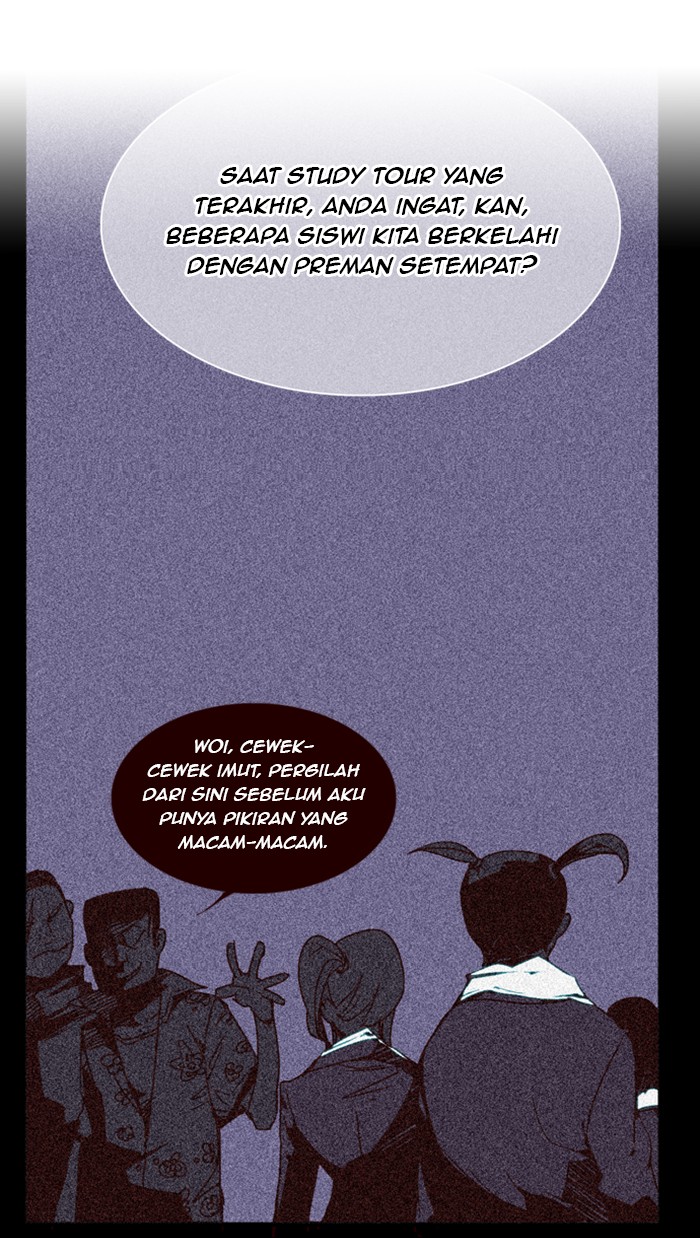 SAAT STUDY TOUR YANG
TERAKHIR, ANDA INGAT, KAN,
BEBERAPA SISWI KITA BERKELAHI
DENGAN PREMAN SETEMPAT?
WOI, CEWEK-
CEWEK IMUT, PERGILAH
DARI SINI SEBELUM AKU
PUNYA PIKIRAN YANG
MACAM-MACAM.